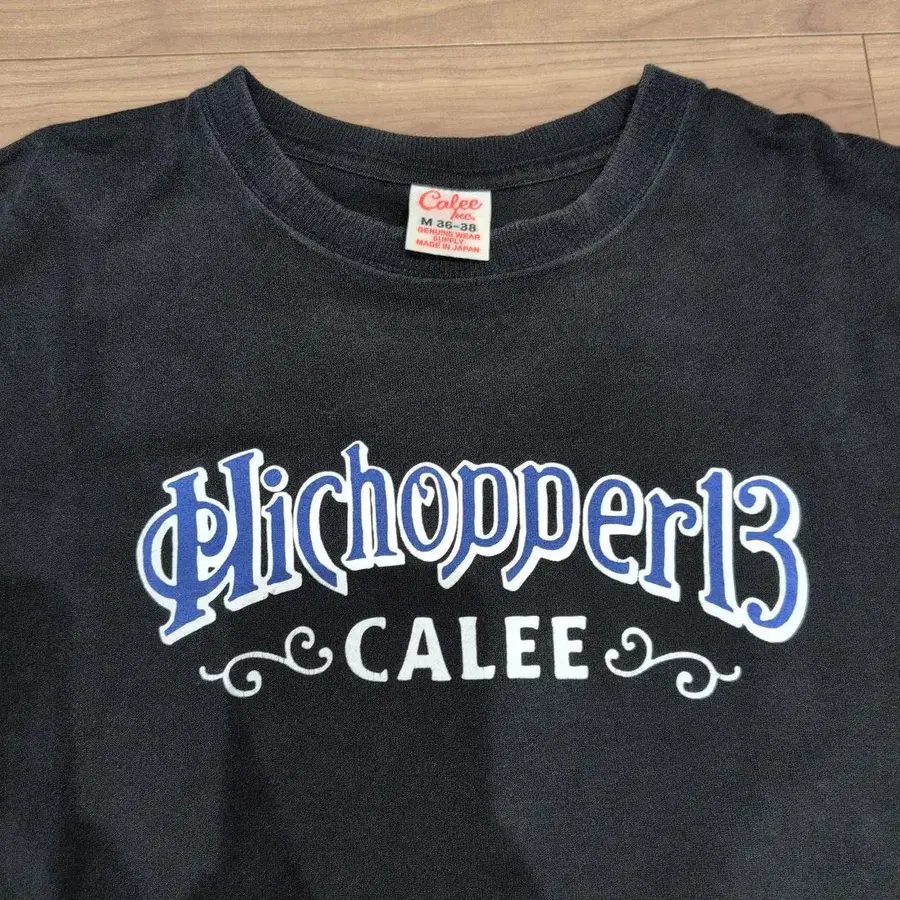 Calee
Inc.
M 36-38
GENUINE WEAR
SUPPLY
MADE IN JAPAN
Hichopper13
CALEE